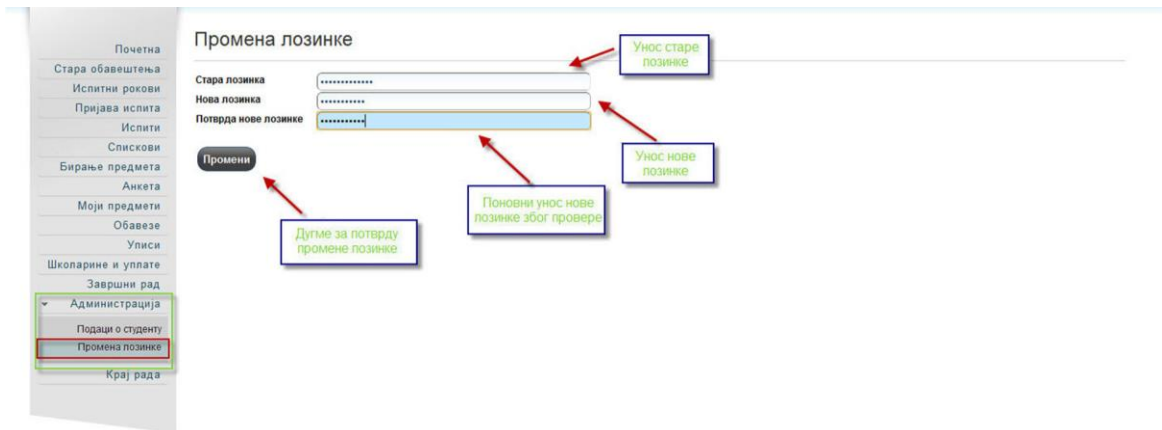 Почетна
Стара обавештења
Испитни рокови
Пријава испита
Испити
Спискови
Бирање предмета
Анкета
Моји предмети
Обавезе
Уписи
Школарине и уплате
Завршни рад
Администрација
Подаци о студенту
Промена лозинке
Крај рада
Промена лозинке
Стара лозинка
Нова лозинка
Потврда нове лозинке
Промени
Унос старе
лозинке
Унос нове
лозинке
Поновни унос нове
лозинке због провере
Дугме за потврду
промене лозинке